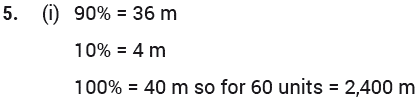 5. (i) 90% = 36 m
10% = 4 m
100% = 40 m so for 60 units = 2,400 m